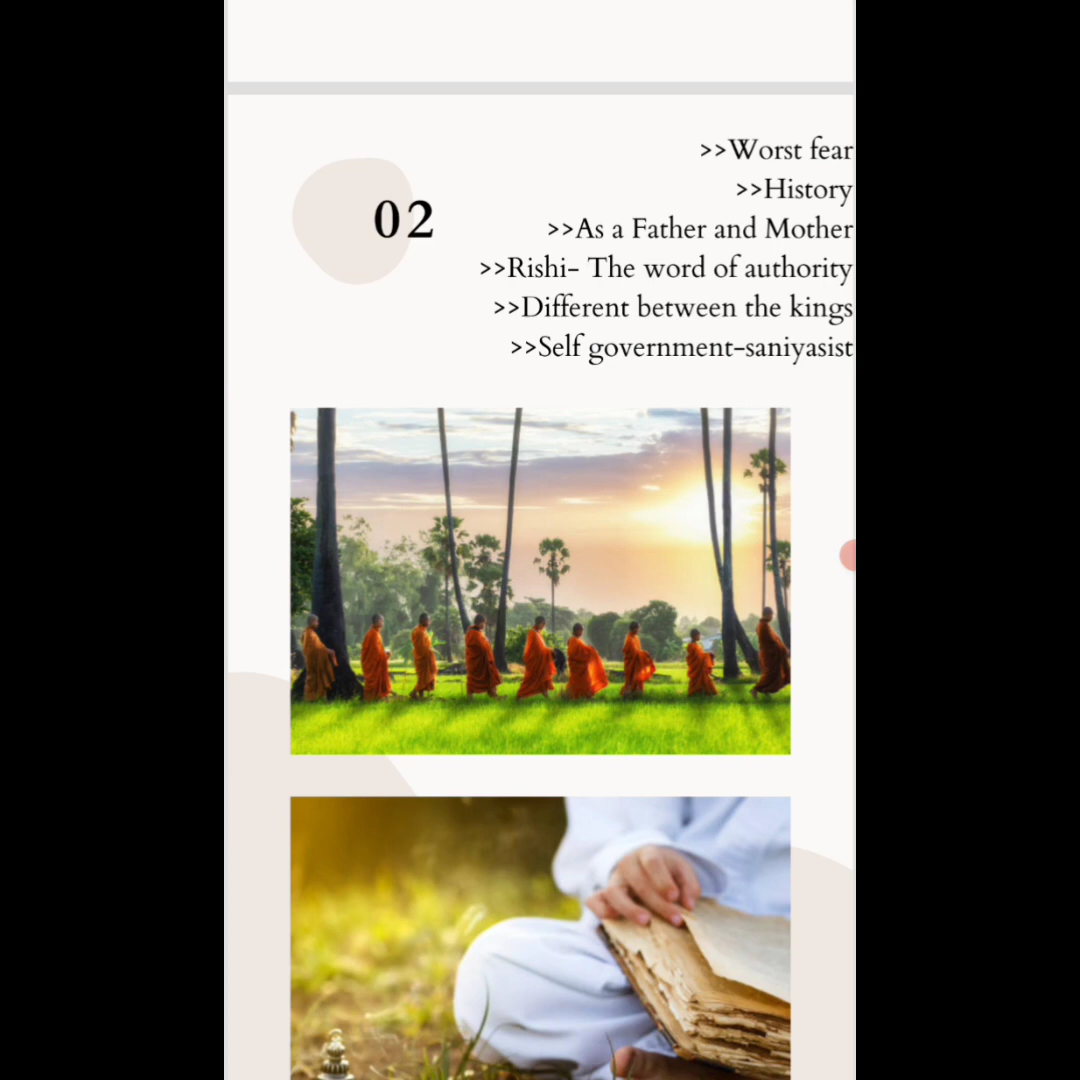 02
>>Worst fear
>>History
>>As a Father and Mother
>>Rishi- The word of authority
>>Different between the kings
>>Self government-saniyasist